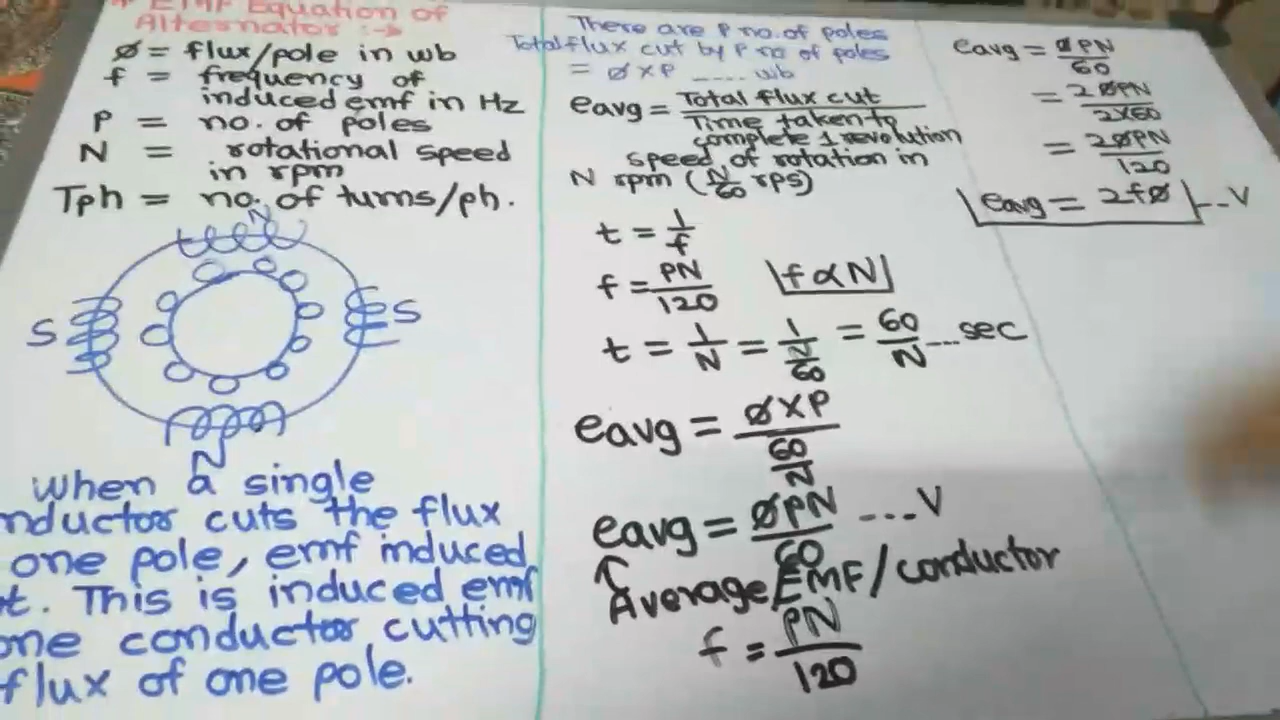 * EMF Equation of
Alternator :->
Ø = flux/pole in wb
f = frequency of
induced emf in Hz
P = no. of poles
N = rotational speed
in rpm
Tph = no. of turns/ph.
N
S
S
N
When a single
nductor cuts the flux
one pole, emf induced
t. This is induced emf
one conductor cutting
flux of one pole.
There are P no. of poles
Total flux cut by P no of poles
= Ø x P ..... wb
eavg = Total flux cut
Time taken to
complete 1 revolution
speed of rotation in
N rpm (N/60 rps)
t = 1/f
f = PN/120 |f ∝ N|
t = 1/N = 1/(N/60) = 60/N ...sec
eavg = ØxP/(60/N)
eavg = ØPN/60 ---- V
Average EMF/conductor
f = PN/120
eavg = ØPN/60
= 2ØPN/2x60
= 2ØPN/120
|eavg = 2fØ|--V